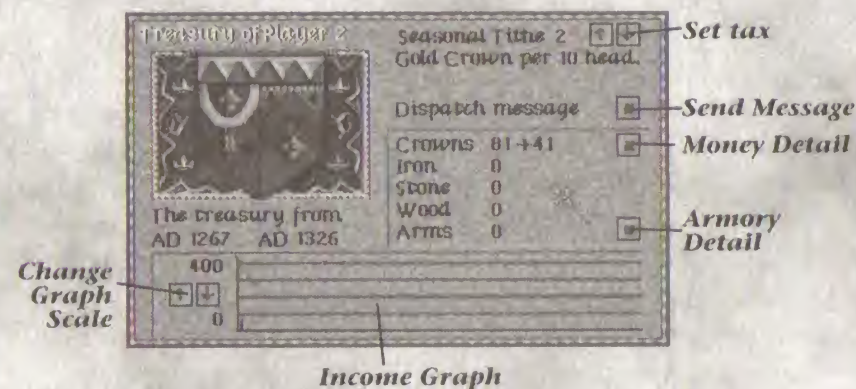 Treasury of Player 2
Seasonal Tithe 2
Gold Crown per 10 head.
Set tax
Dispatch message
Send Message
Crowns 81+41
Money Detail
Iron 0
Stone 0
Wood 0
Arms 0
Armory
Detail
The treasury from
AD 1267 AD 1326
400
0
Change
Graph
Scale
Income Graph